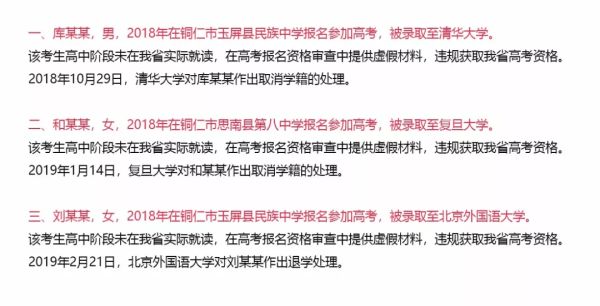 一、库某某，男，2018年在铜仁市玉屏县民族中学报名参加高考，被录取至清华大学。
该考生高中阶段未在我省实际就读，在高考报名资格审查中提供虚假材料，违规获取我省高考资格。
2018年10月29日，清华大学对库某某作出取消学籍的处理。
二、和某某，女，2018年在铜仁市思南县第八中学报名参加高考，被录取至复旦大学。
该考生高中阶段未在我省实际就读，在高考报名资格审查中提供虚假材料，违规获取我省高考资格。
2019年1月14日，复旦大学对和某某作出取消学籍的处理。
三、刘某某，女，2018年在铜仁市玉屏县民族中学报名参加高考，被录取至北京外国语大学。
该考生高中阶段未在我省实际就读，在高考报名资格审查中提供虚假材料，违规获取我省高考资格。
2019年2月21日，北京外国语大学对刘某某作出退学处理。